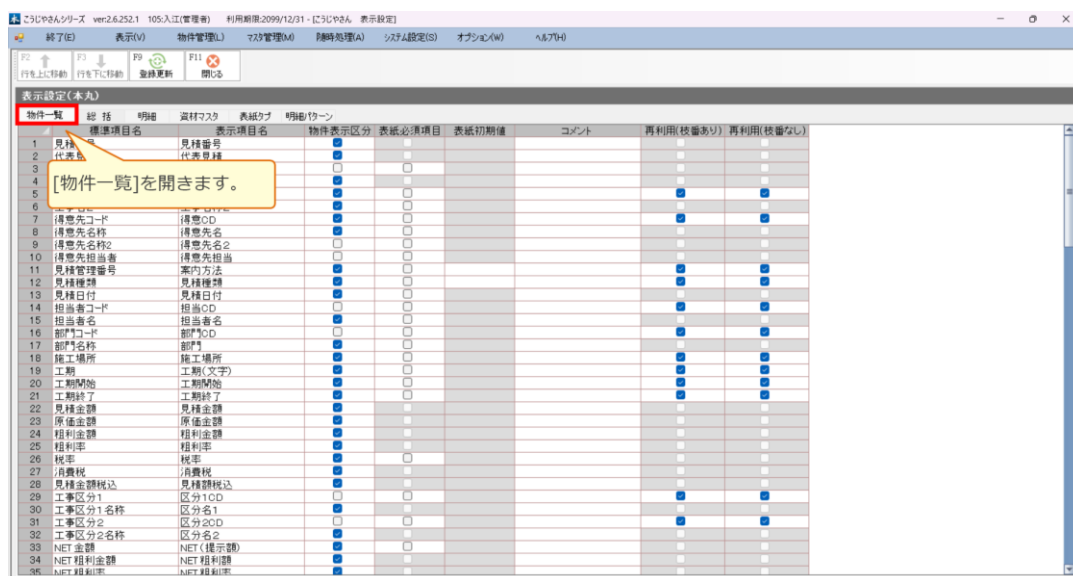 こうじやさんシリーズ ver:2.6.252.1 105:入江(管理者) 利用期限:2099/12/31 - [こうじやさん 表示設定]
終了(E) 表示(V) 物件管理(L) マスタ管理(M) 随時処理(A) システム設定(S) オプション(W) ヘルプ(H)
F2 F3 F9 F11
行を上に移動 行を下に移動 登録更新 閉じる
表示設定(本丸)
物件一覧 総 括 明細 資材マスタ 表紙タブ 明細パターン
標準項目名 表示項目名 物件表示区分 表紙必須項目 表紙初期値 コメント 再利用(枝番あり) 再利用(枝番なし)
1 見積番号 見積番号
2 代表見 代表見積
3
4
[物件一覧]を開きます。
5
6
7 得意先コード 得意CD
8 得意先名称 得意先名
9 得意先名称2 得意先名2
10 得意先担当者 得意先担当
11 見積管理番号 案内方法
12 見積種類 見積種類
13 見積日付 見積日付
14 担当者コード 担当CD
15 担当者名 担当者名
16 部門コード 部門CD
17 部門名称 部門
18 施工場所 施工場所
19 工期 工期(文字)
20 工期開始 工期開始
21 工期終了 工期終了
22 見積金額 見積金額
23 原価金額 原価金額
24 粗利金額 粗利金額
25 粗利率 粗利率
26 税率 税率
27 消費税 消費税
28 見積金額税込 見積額税込
29 工事区分1 区分1CD
30 工事区分1名称 区分名1
31 工事区分2 区分2CD
32 工事区分2名称 区分名2
33 NET 金額 NET(提示額)
34 NET 粗利金額 NET 粗利額
35 NET 粗利率 NET 粗利率